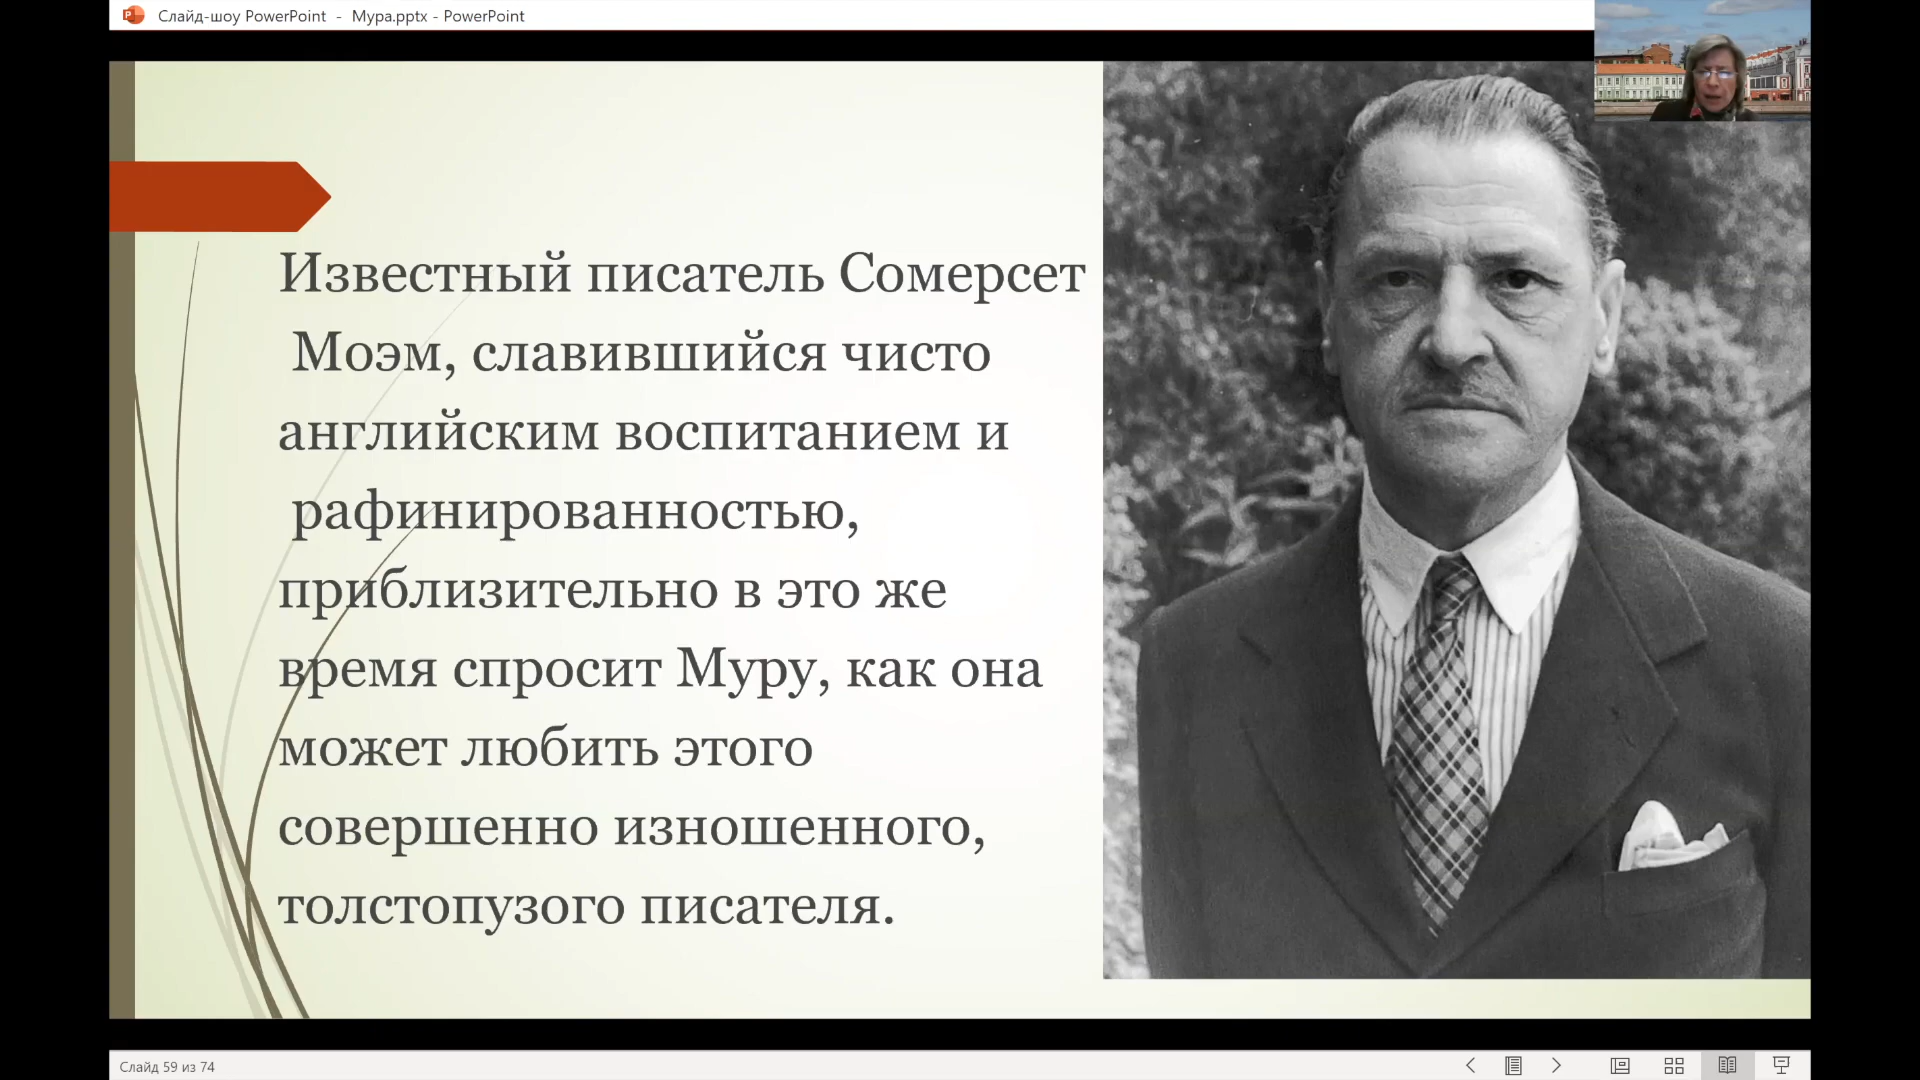 Слайд-шоу PowerPoint - Мура.pptx - PowerPoint
Известный писатель Сомерсет
Моэм, славившийся чисто
английским воспитанием и
рафинированностью,
приблизительно в это же
время спросит Муру, как она
может любить этого
совершенно изношенного,
толстопузого писателя.
Слайд 59 из 74